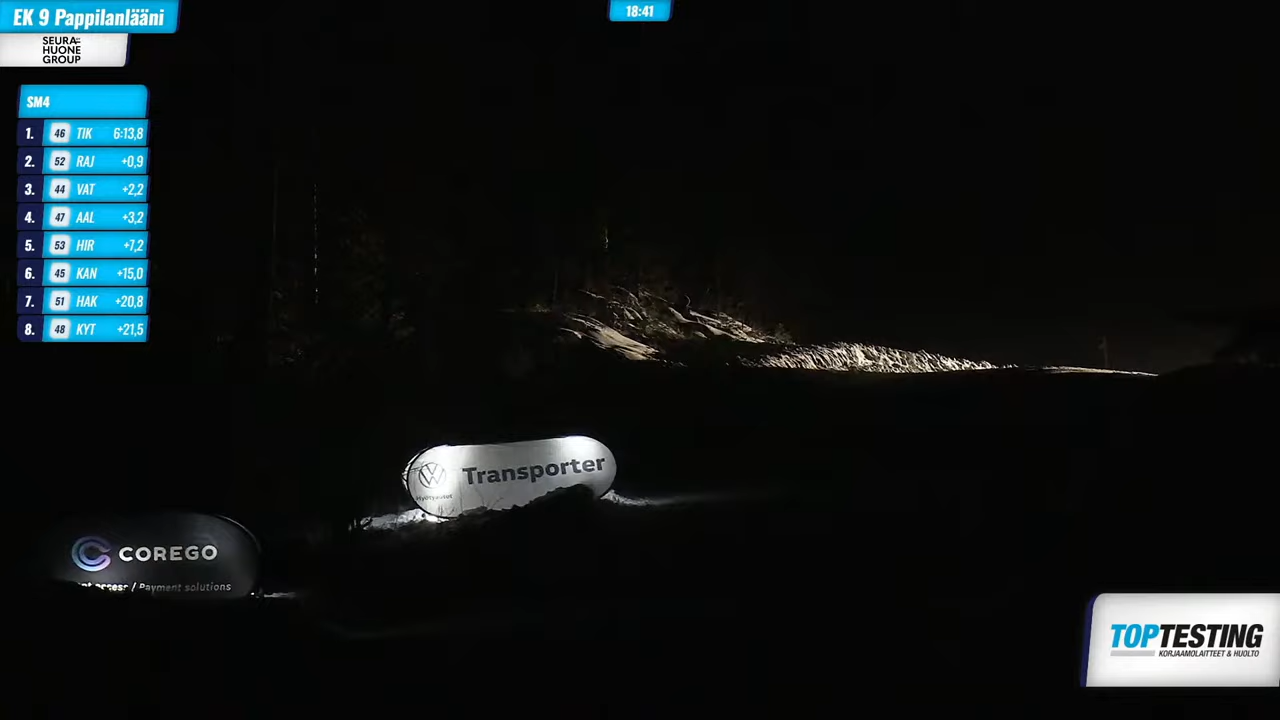 EK 9 Pappilanlääni
18:41
SEURA
HUONE
GROUP
SM4
1. 46 TIK 6:13,8
2. 52 RAJ +0,9
3. 44 VAT +2,2
4. 47 AAL +3,2
5. 53 HIR +7,2
6. 45 KAN +15,0
7. 51 HAK +20,8
8. 48 KYT +21,5
Transporter
Hyötyautot
COREGO
access / Payment solutions
TOPTESTING
KORJAAMOLAITTEET & HUOLTO